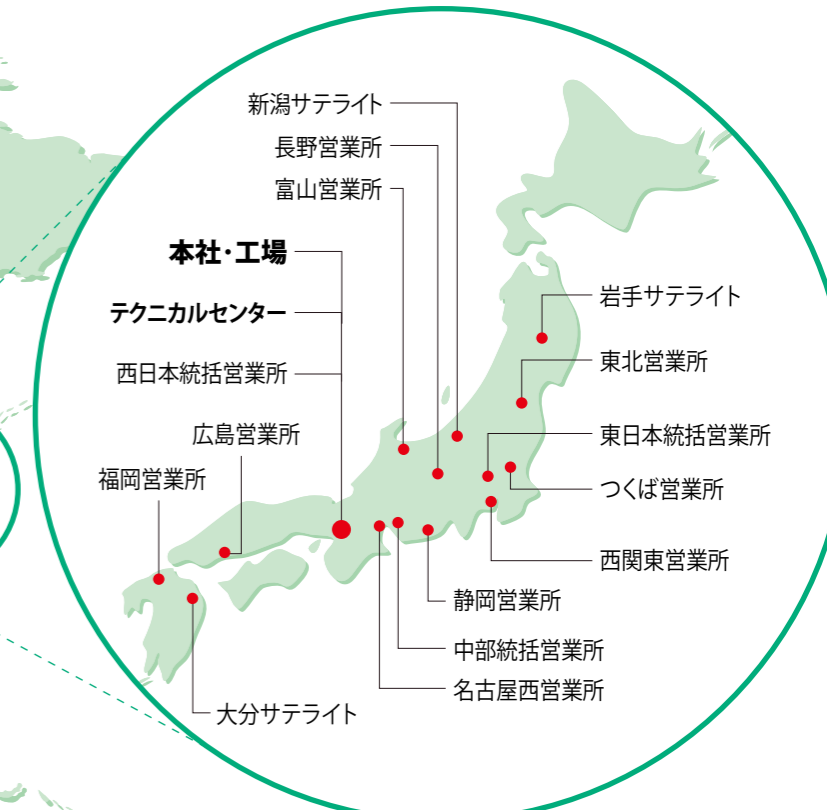 新潟サテライト
長野営業所
富山営業所
本社・工場
テクニカルセンター
西日本統括営業所
広島営業所
福岡営業所
岩手サテライト
東北営業所
東日本統括営業所
つくば営業所
西関東営業所
静岡営業所
中部統括営業所
名古屋西営業所
大分サテライト